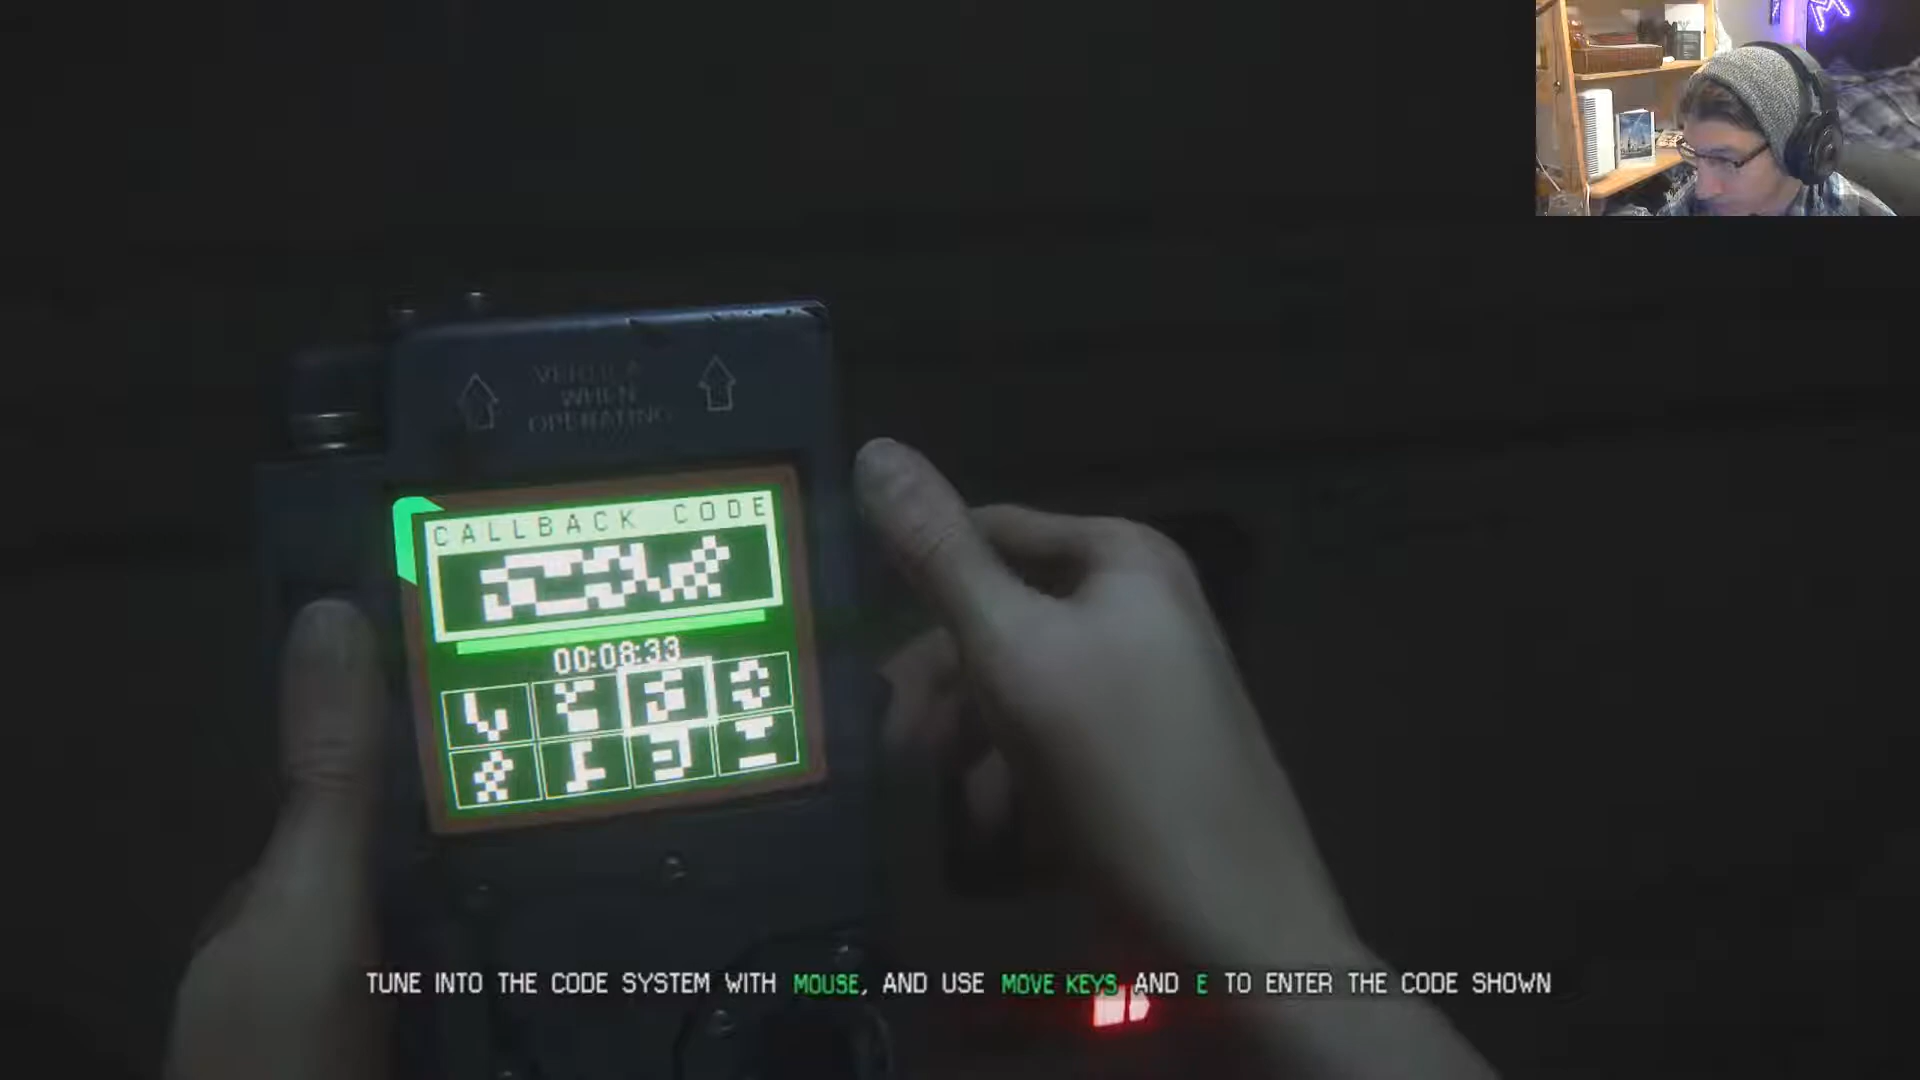 WHEN
OPERATING
CALLBACK CODE
00:08:33
TUNE INTO THE CODE SYSTEM WITH MOUSE, AND USE MOVE KEYS AND E TO ENTER THE CODE SHOWN